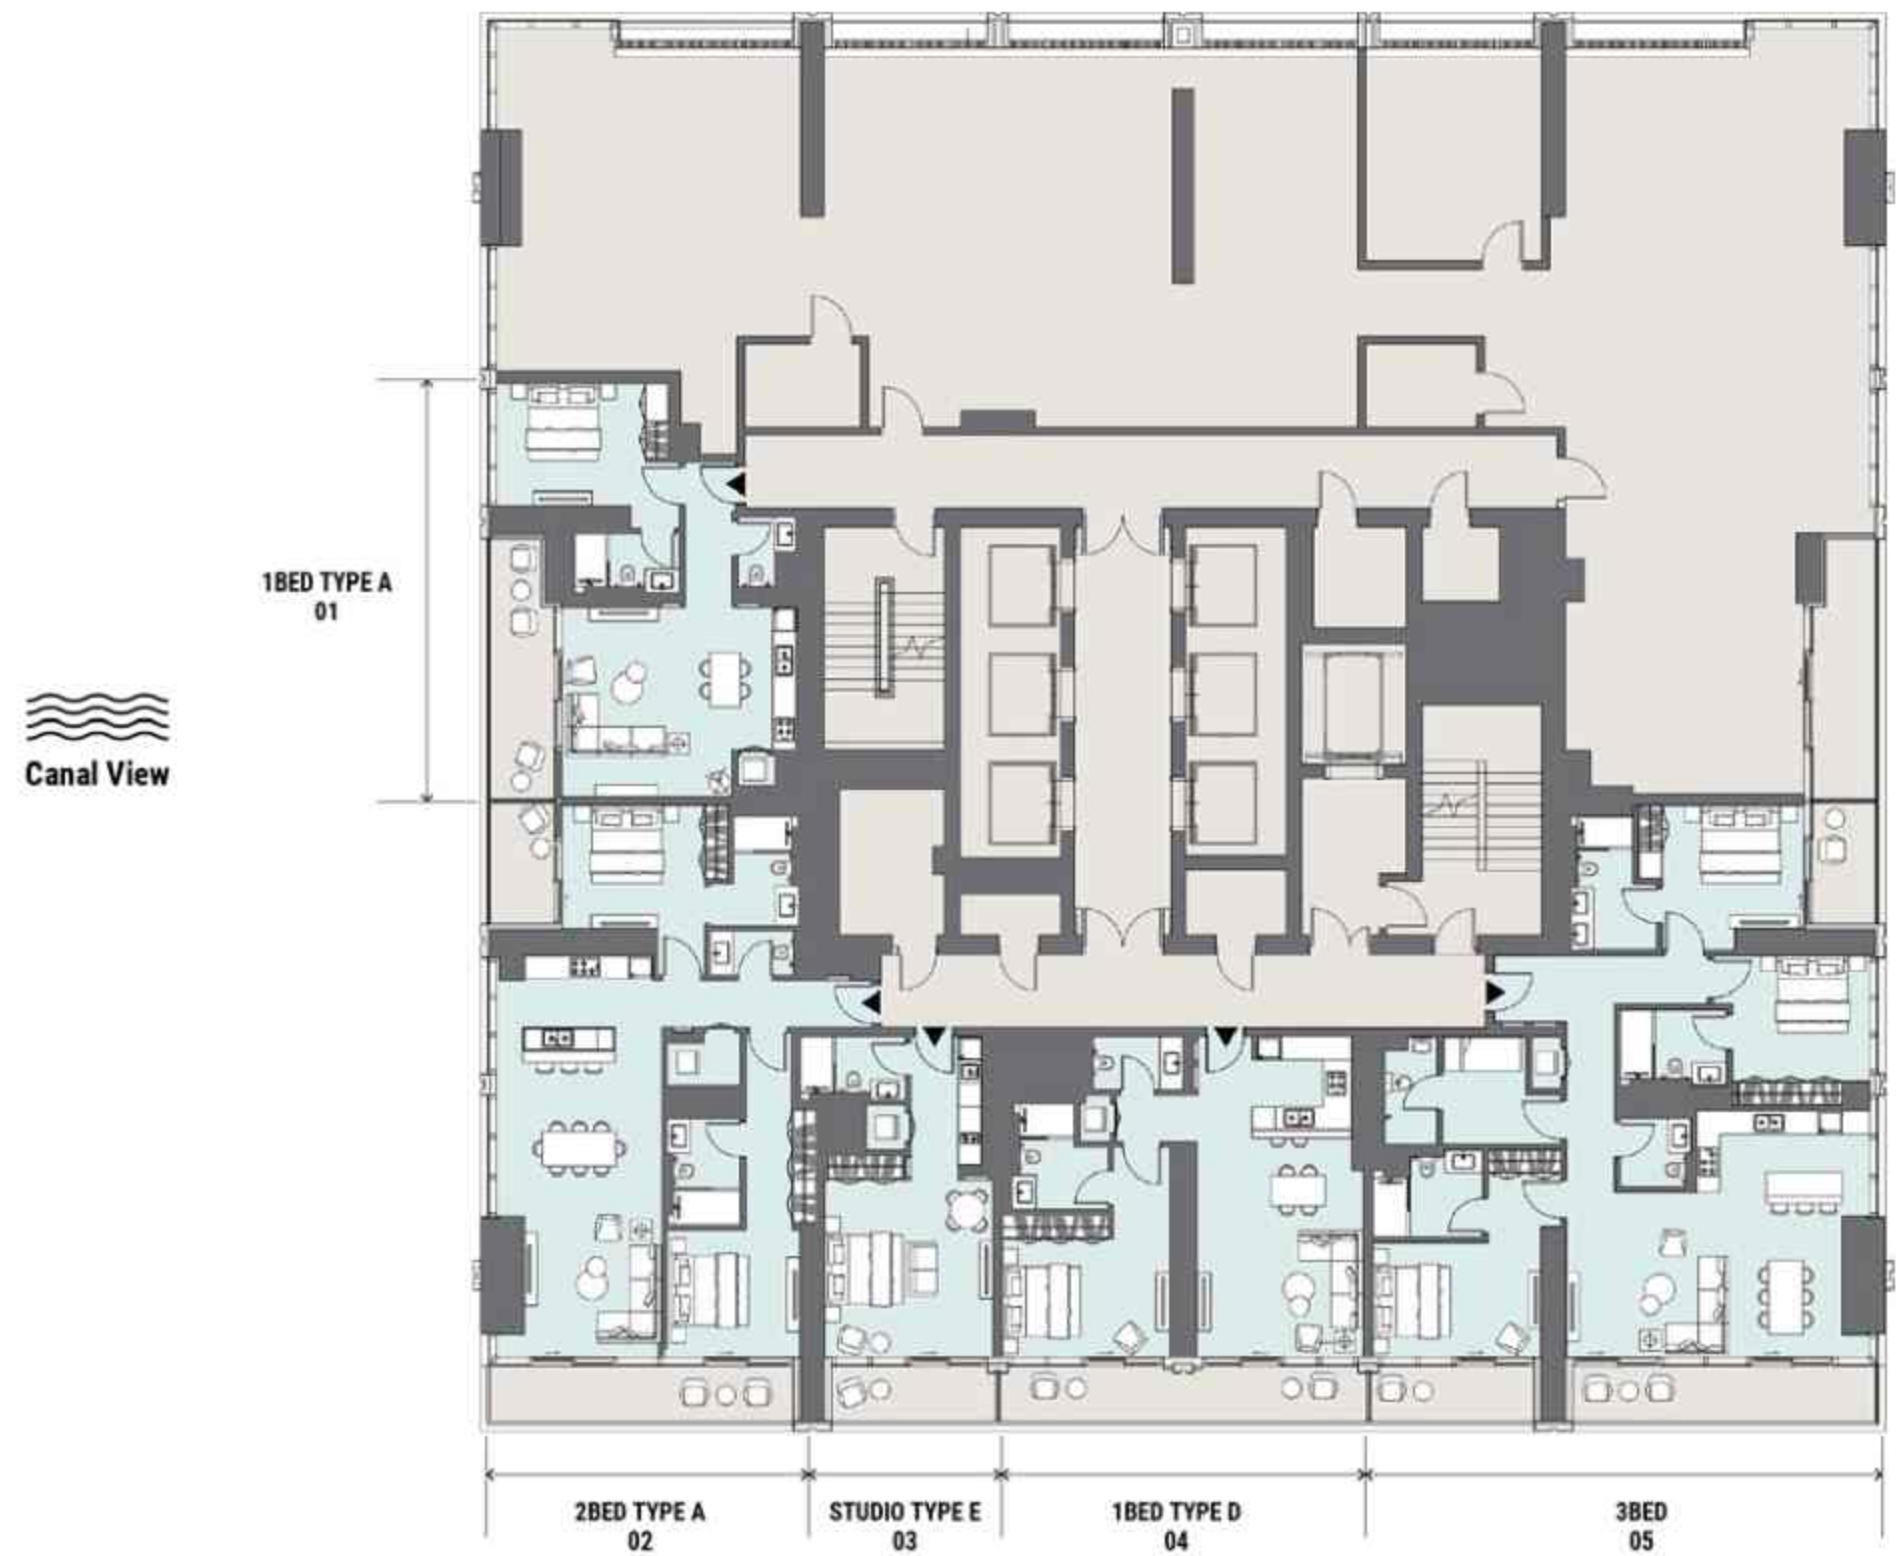 1BED TYPE A
01
Canal View
2BED TYPE A
02
STUDIO TYPE E
03
1BED TYPE D
04
3BED
05